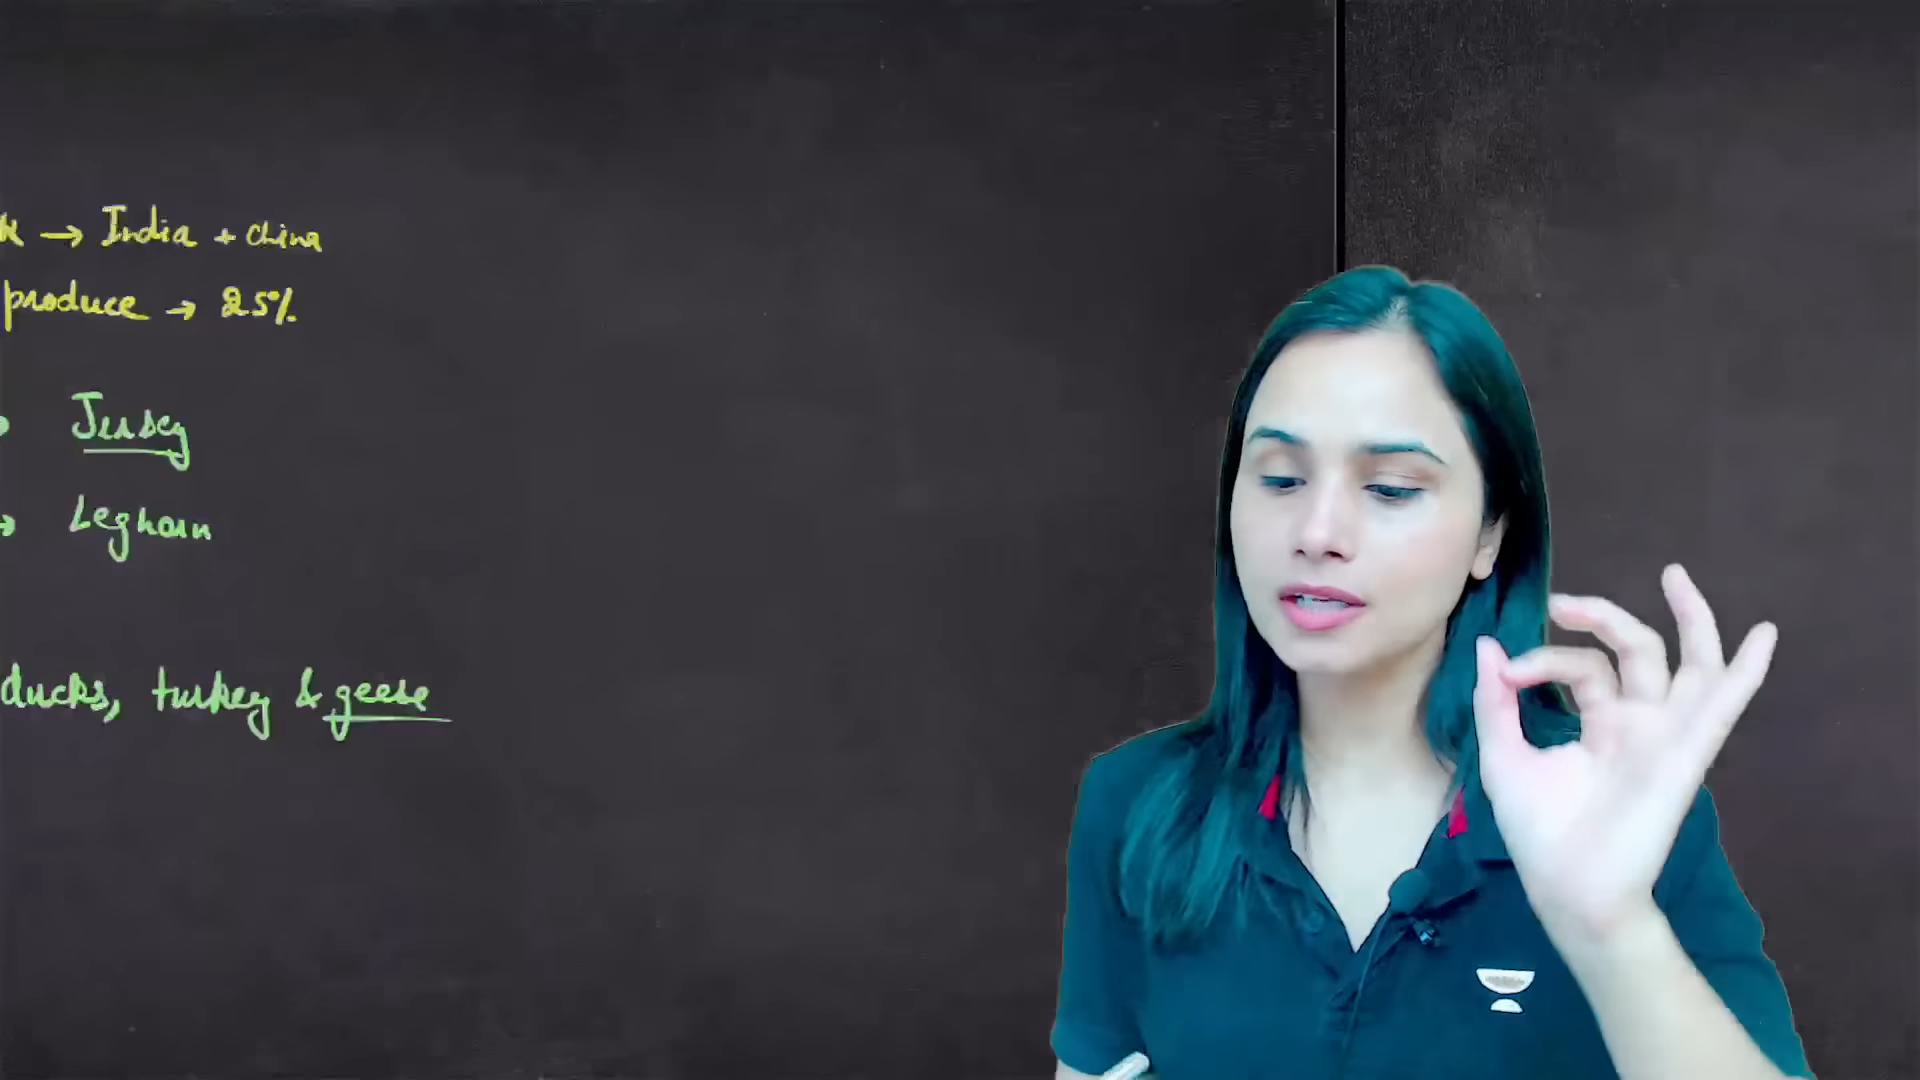 → India + China
produce → 25%
Jersey
→ Leghorn
ducks, turkey & geese